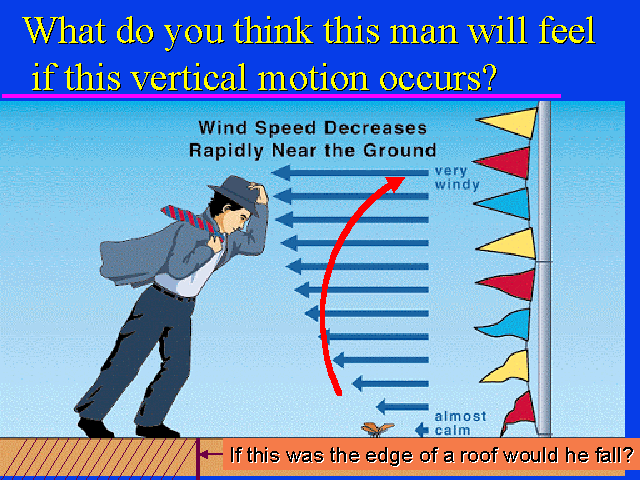 What do you think this man will feel
if this vertical motion occurs?
Wind Speed Decreases
Rapidly Near the Ground
very
windy
almost
calm
If this was the edge of a roof would he fall?